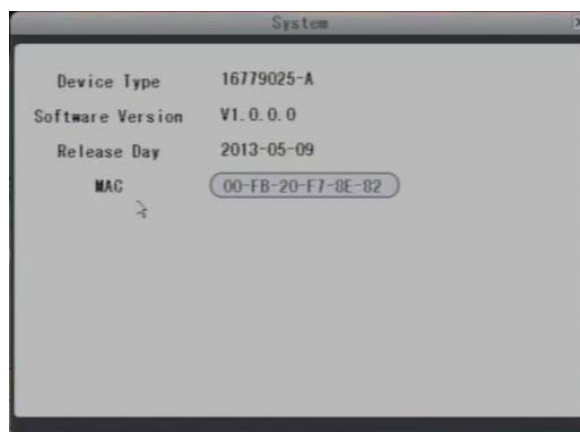 System
Device Type 16779025-A
Software Version V1.0.0.0
Release Day 2013-05-09
MAC 00-FB-20-F7-8E-82